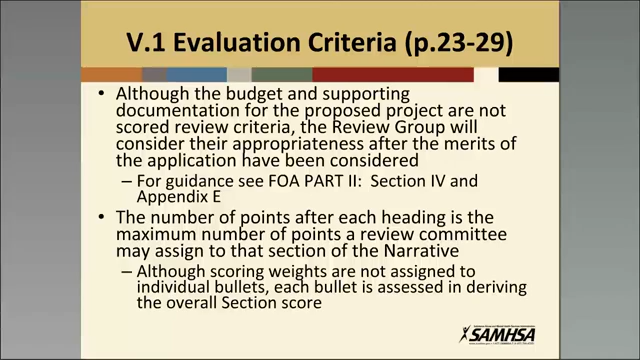 V.1 Evaluation Criteria (p.23-29)
• Although the budget and supporting
documentation for the proposed project are not
scored review criteria, the Review Group will
consider their appropriateness after the merits of
the application have been considered
– For guidance see FOA PART II: Section IV and
Appendix E
• The number of points after each heading is the
maximum number of points a review committee
may assign to that section of the Narrative
– Although scoring weights are not assigned to
individual bullets, each bullet is assessed in deriving
the overall Section score
SAMHSA